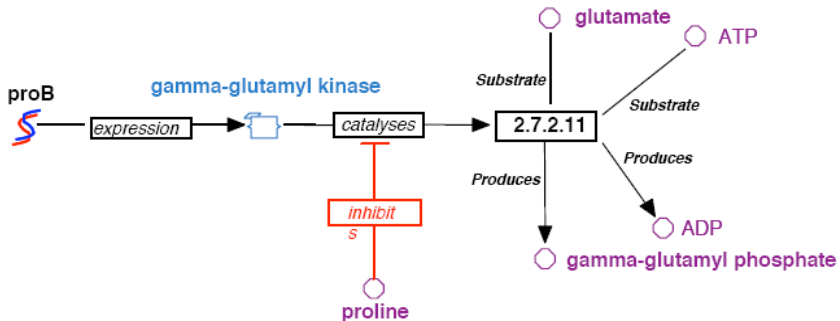 glutamate
ATP
Substrate
gamma-glutamyl kinase
proB
Substrate
expression
catalyses
2.7.2.11
Produces
Produces
inhibit
s
ADP
gamma-glutamyl phosphate
proline